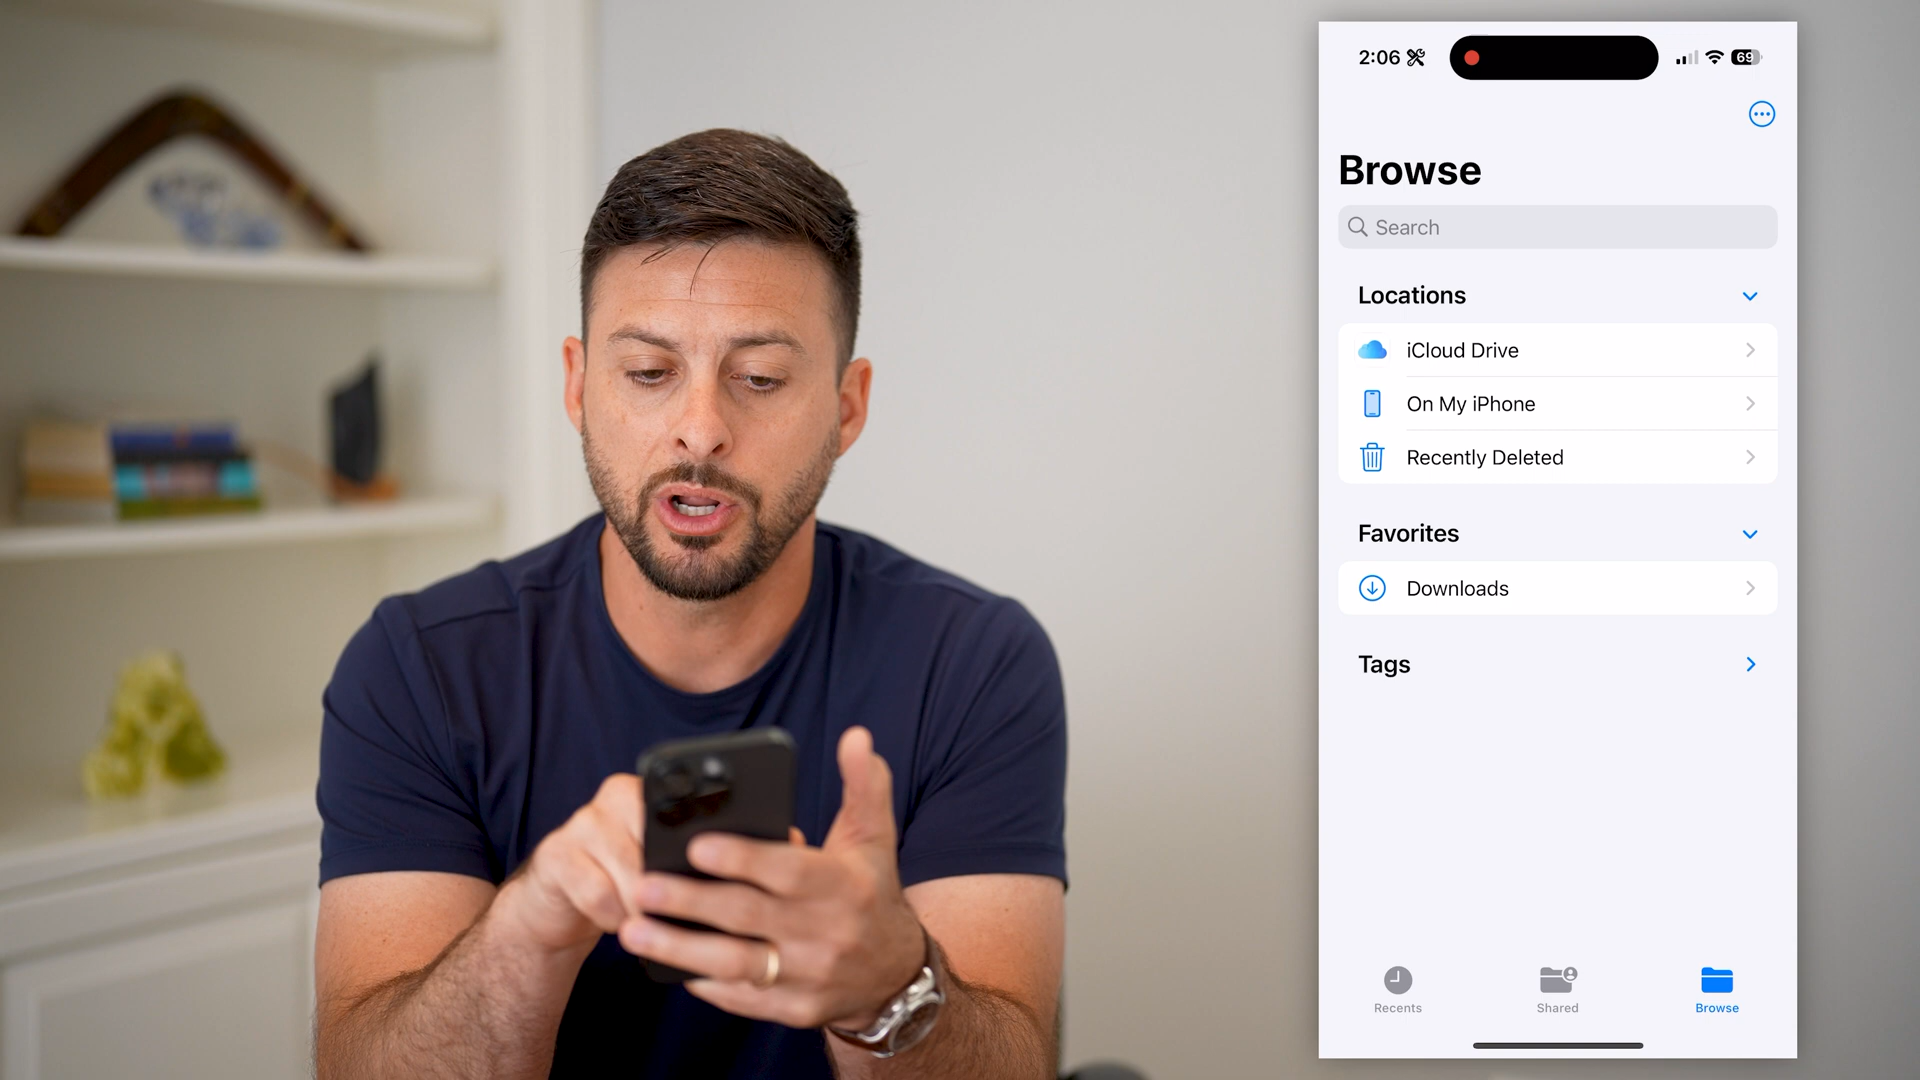 2:06
69
Browse
Search
Locations
iCloud Drive
On My iPhone
Recently Deleted
Favorites
Downloads
Tags
Recents
Shared
Browse